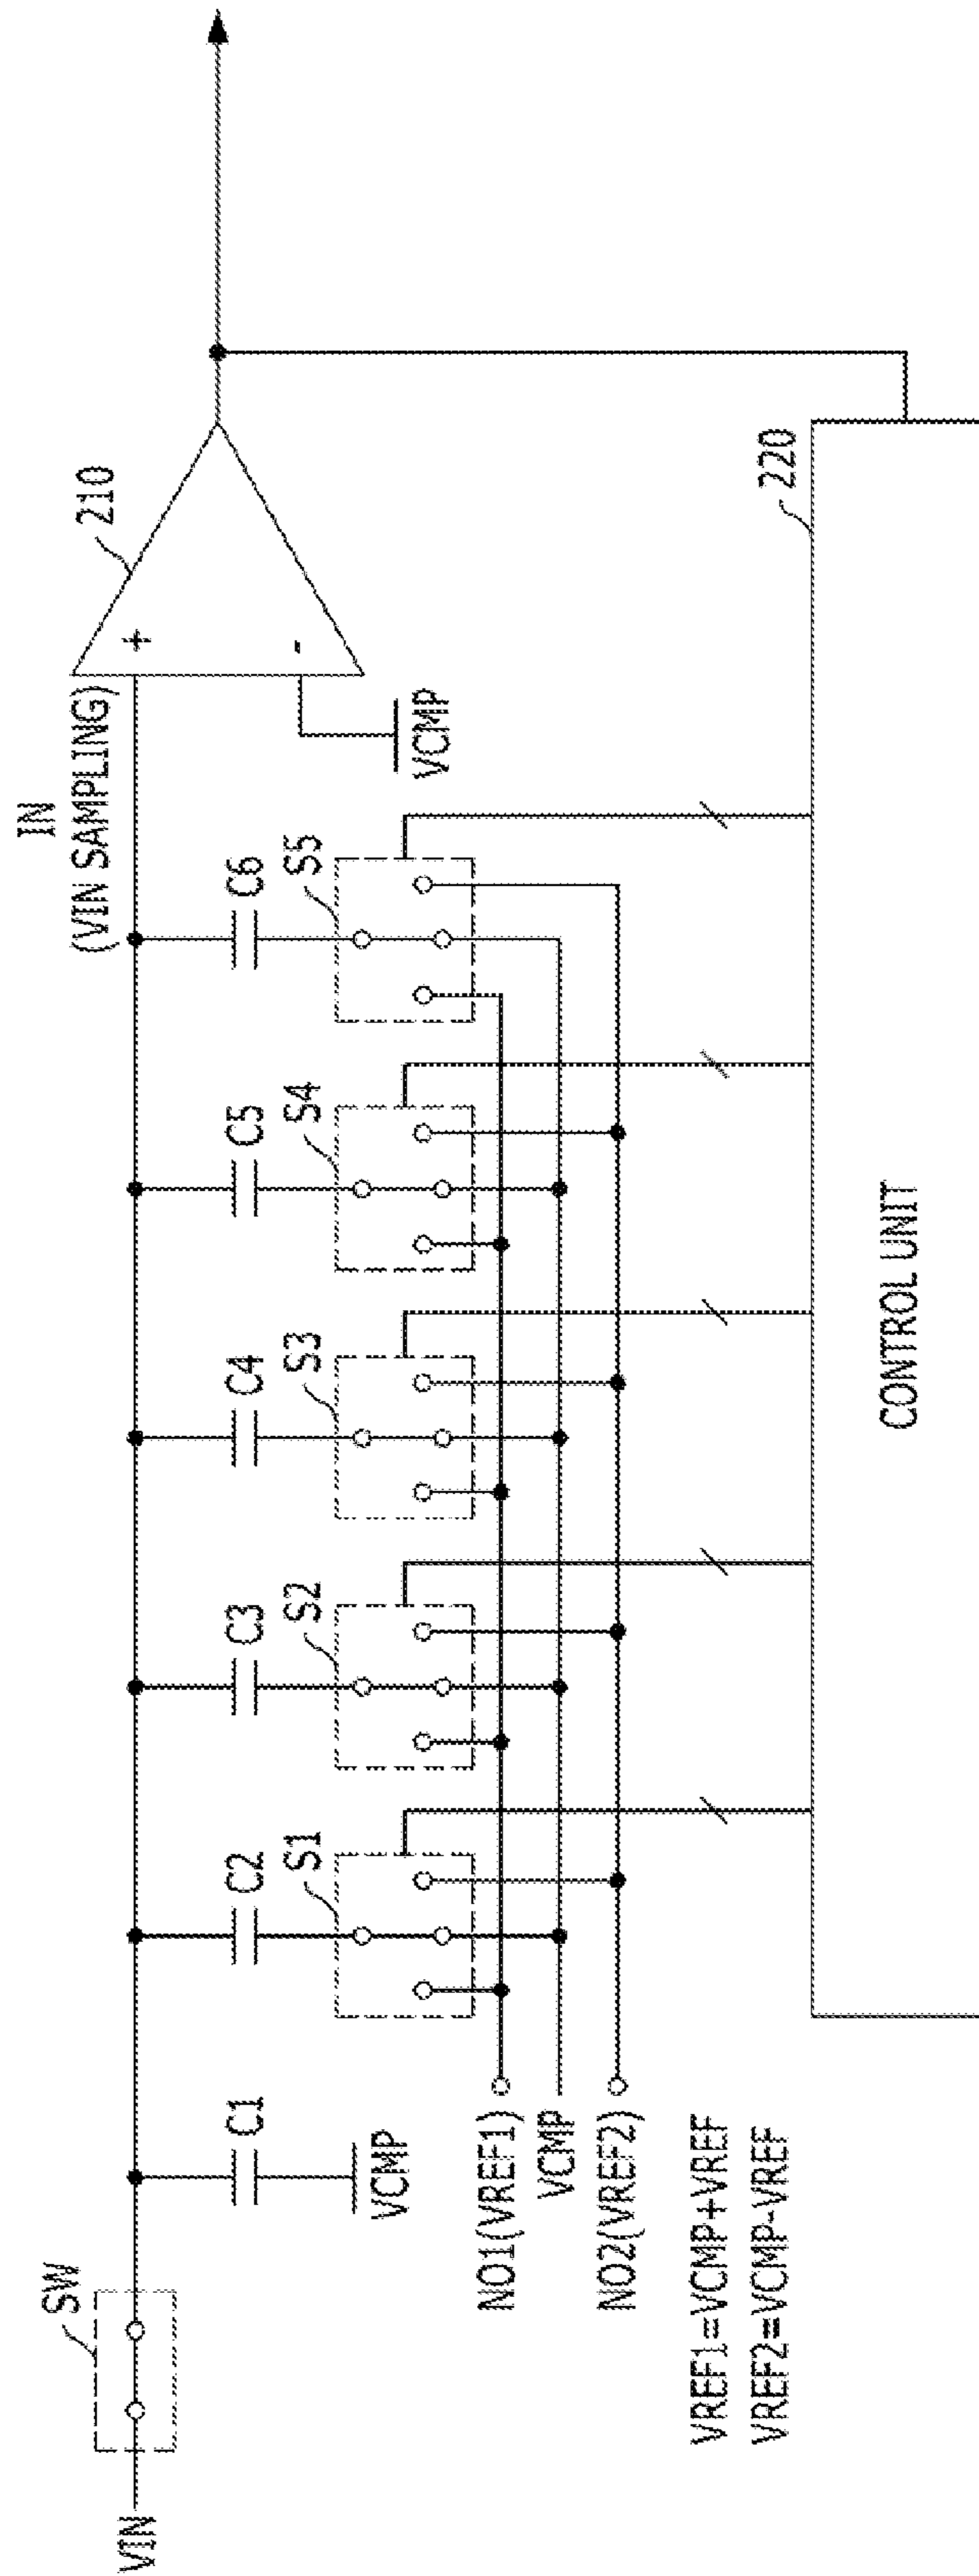 VIN
SW
C1
VCMP
C2
S1
C3
S2
C4
S3
C5
S4
C6
S5
IN
(VIN SAMPLING)
+
-
210
VCMP
NO1(VREF1)
VCMP
NO2(VREF2)
VREF1=VCMP+VREF
VREF2=VCMP-VREF
220
CONTROL UNIT